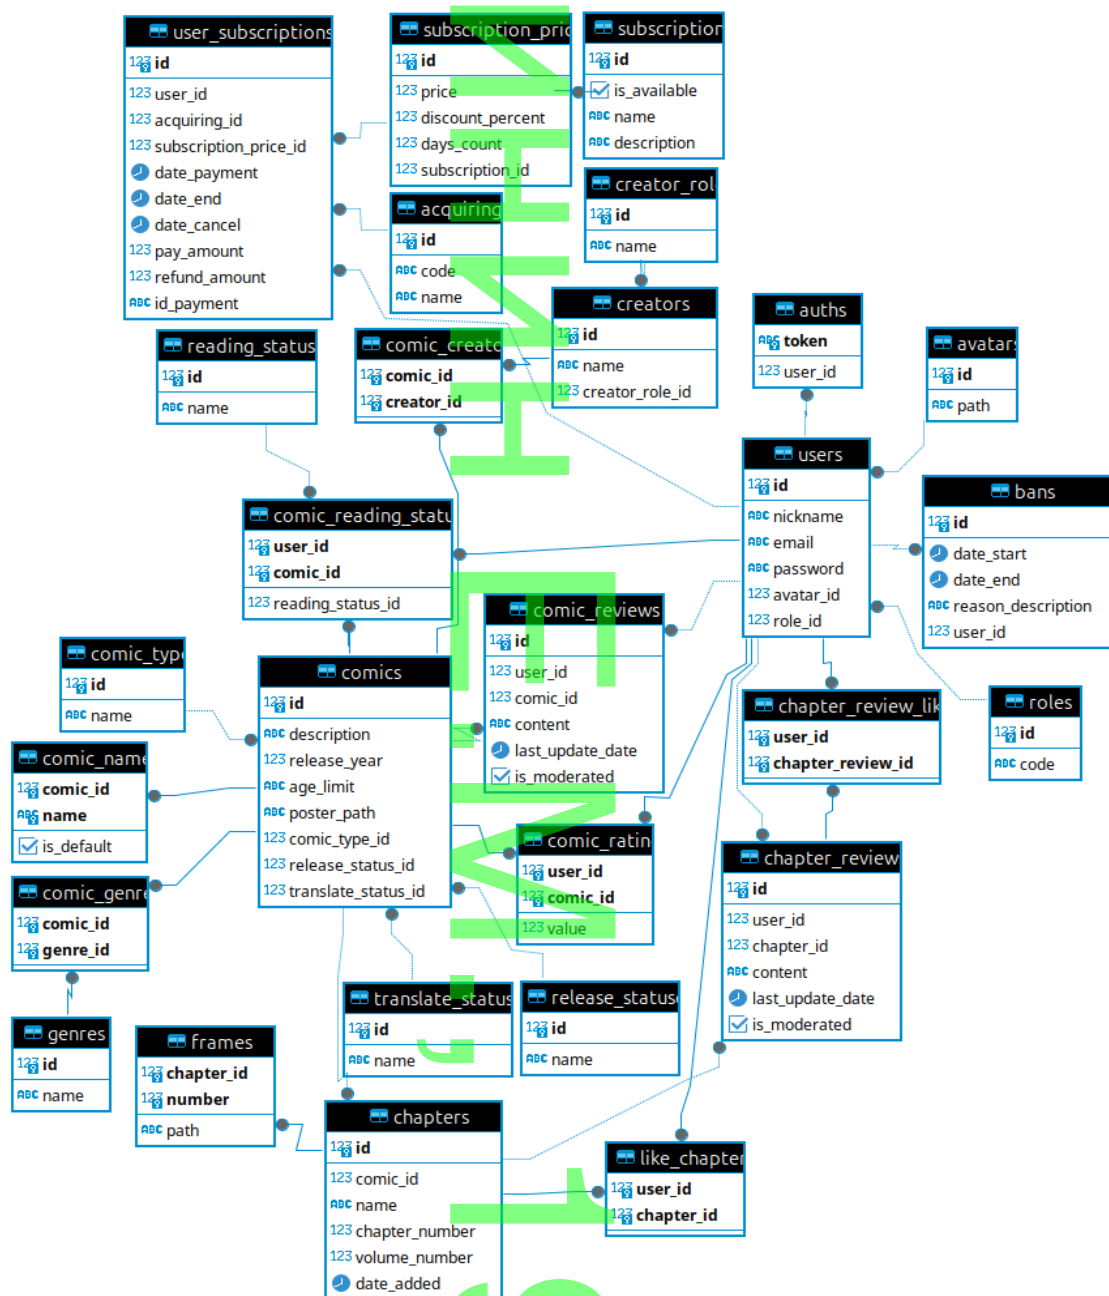 user_subscriptions
id
user_id
acquiring_id
subscription_price_id
date_payment
date_end
date_cancel
pay_amount
refund_amount
id_payment
subscription_pric
id
price
discount_percent
days_count
subscription_id
subscription
id
is_available
name
description
acquiring
id
code
name
creator_rol
id
name
creators
id
name
creator_role_id
auths
token
user_id
avatars
id
path
reading_status
id
name
comic_creato
comic_id
creator_id
users
id
nickname
email
password
avatar_id
role_id
bans
id
date_start
date_end
reason_description
user_id
comic_reading_statu
user_id
comic_id
reading_status_id
comic_reviews
id
user_id
comic_id
content
last_update_date
is_moderated
comic_type
id
name
comics
id
description
release_year
age_limit
poster_path
comic_type_id
release_status_id
translate_status_id
chapter_review_lik
user_id
chapter_review_id
roles
id
code
comic_name
comic_id
name
is_default
comic_rating
user_id
comic_id
value
chapter_review
id
user_id
chapter_id
content
last_update_date
is_moderated
comic_genre
comic_id
genre_id
translate_status
id
name
release_statuse
id
name
genres
id
name
frames
chapter_id
number
path
chapters
id
comic_id
name
chapter_number
volume_number
date_added
like_chapter
user_id
chapter_id